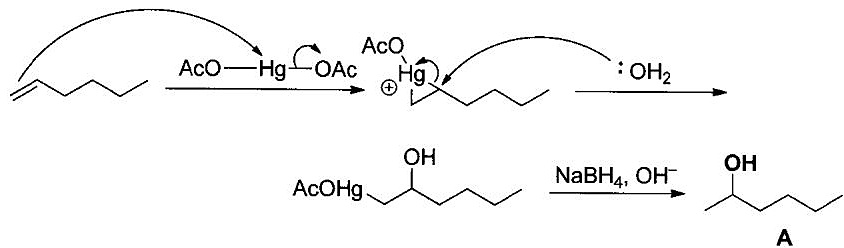 AcO Hg OAc
AcO
Hg
⊕
:OH₂
OH
AcOHg
NaBH₄, OH⁻
OH
A